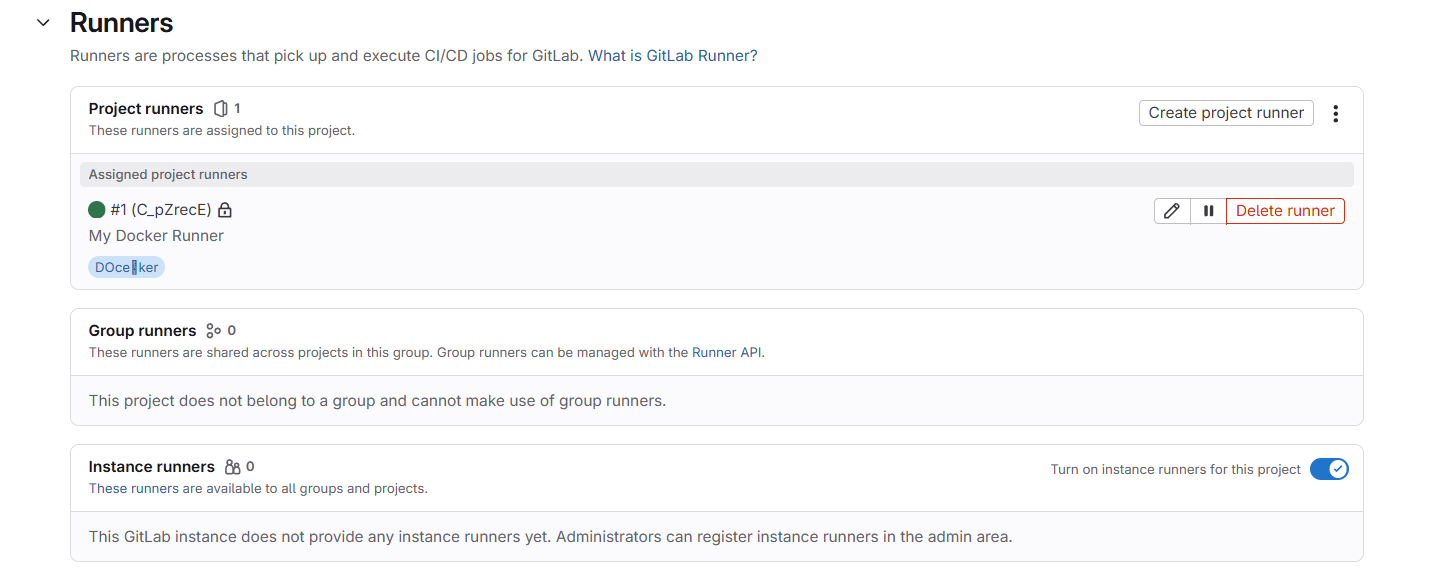 Runners
Runners are processes that pick up and execute CI/CD jobs for GitLab. What is GitLab Runner?
Project runners 1
Create project runner
These runners are assigned to this project.
Assigned project runners
#1 (C_pZrecE)
Delete runner
My Docker Runner
Group runners 0
These runners are shared across projects in this group. Group runners can be managed with the Runner API.
This project does not belong to a group and cannot make use of group runners.
Instance runners 0
Turn on instance runners for this project
These runners are available to all groups and projects.
This GitLab instance does not provide any instance runners yet. Administrators can register instance runners in the admin area.